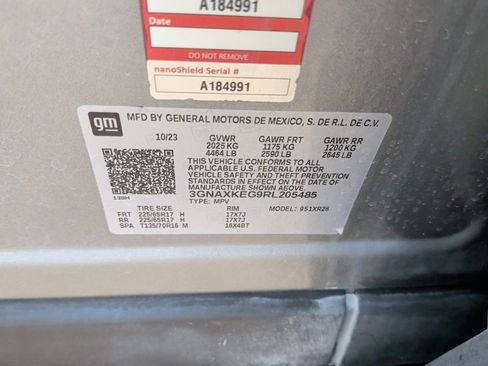 A184991
Date
DO NOT REMOVE
nanoShield Serial #
A184991
gm
MFD BY GENERAL MOTORS DE MEXICO, S. DE R.L. DE C.V.
10/23 GVWR GAWR FRT GAWR RR
2025 KG 1175 KG 1200 KG
4464 LB 2590 LB 2645 LB
THIS VEHICLE CONFORMS TO ALL
APPLICABLE U.S. FEDERAL MOTOR
VEHICLE SAFETY AND THEFT
PREVENTION STANDARDS IN EFFECT
ON THE DATE OF MANUFACTURE
SHOWN ABOVE.
3GNAXKEG9RL205485
TYPE: MPV
TIRE SIZE RIM MODEL: 951XR26
FRT 225/65R17 H 17X7J
RR 225/65R17 H 17X7J
SPA T135/70R16 M 16X4BT